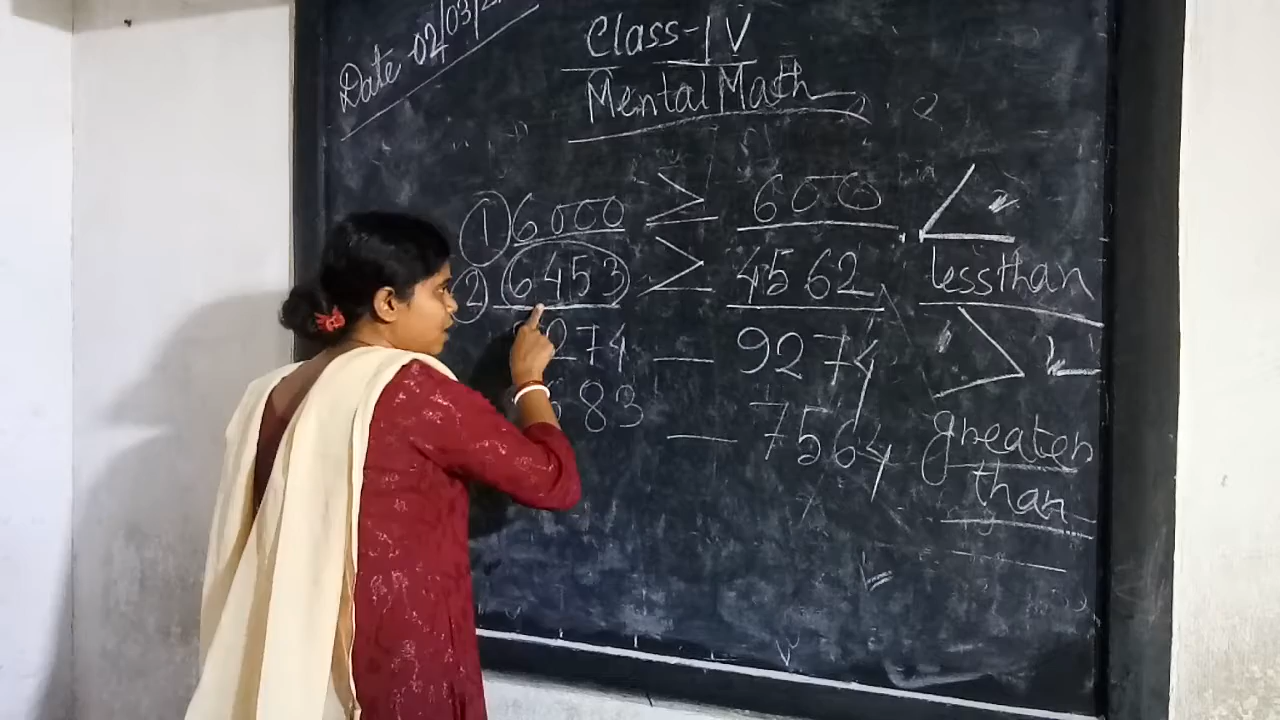 Date 02/03/2
Class-IV
Mental Math
① 6000 > 600
② 6453 > 4562
274 — 9274
83 — 7564
<
less than
>
greater
than